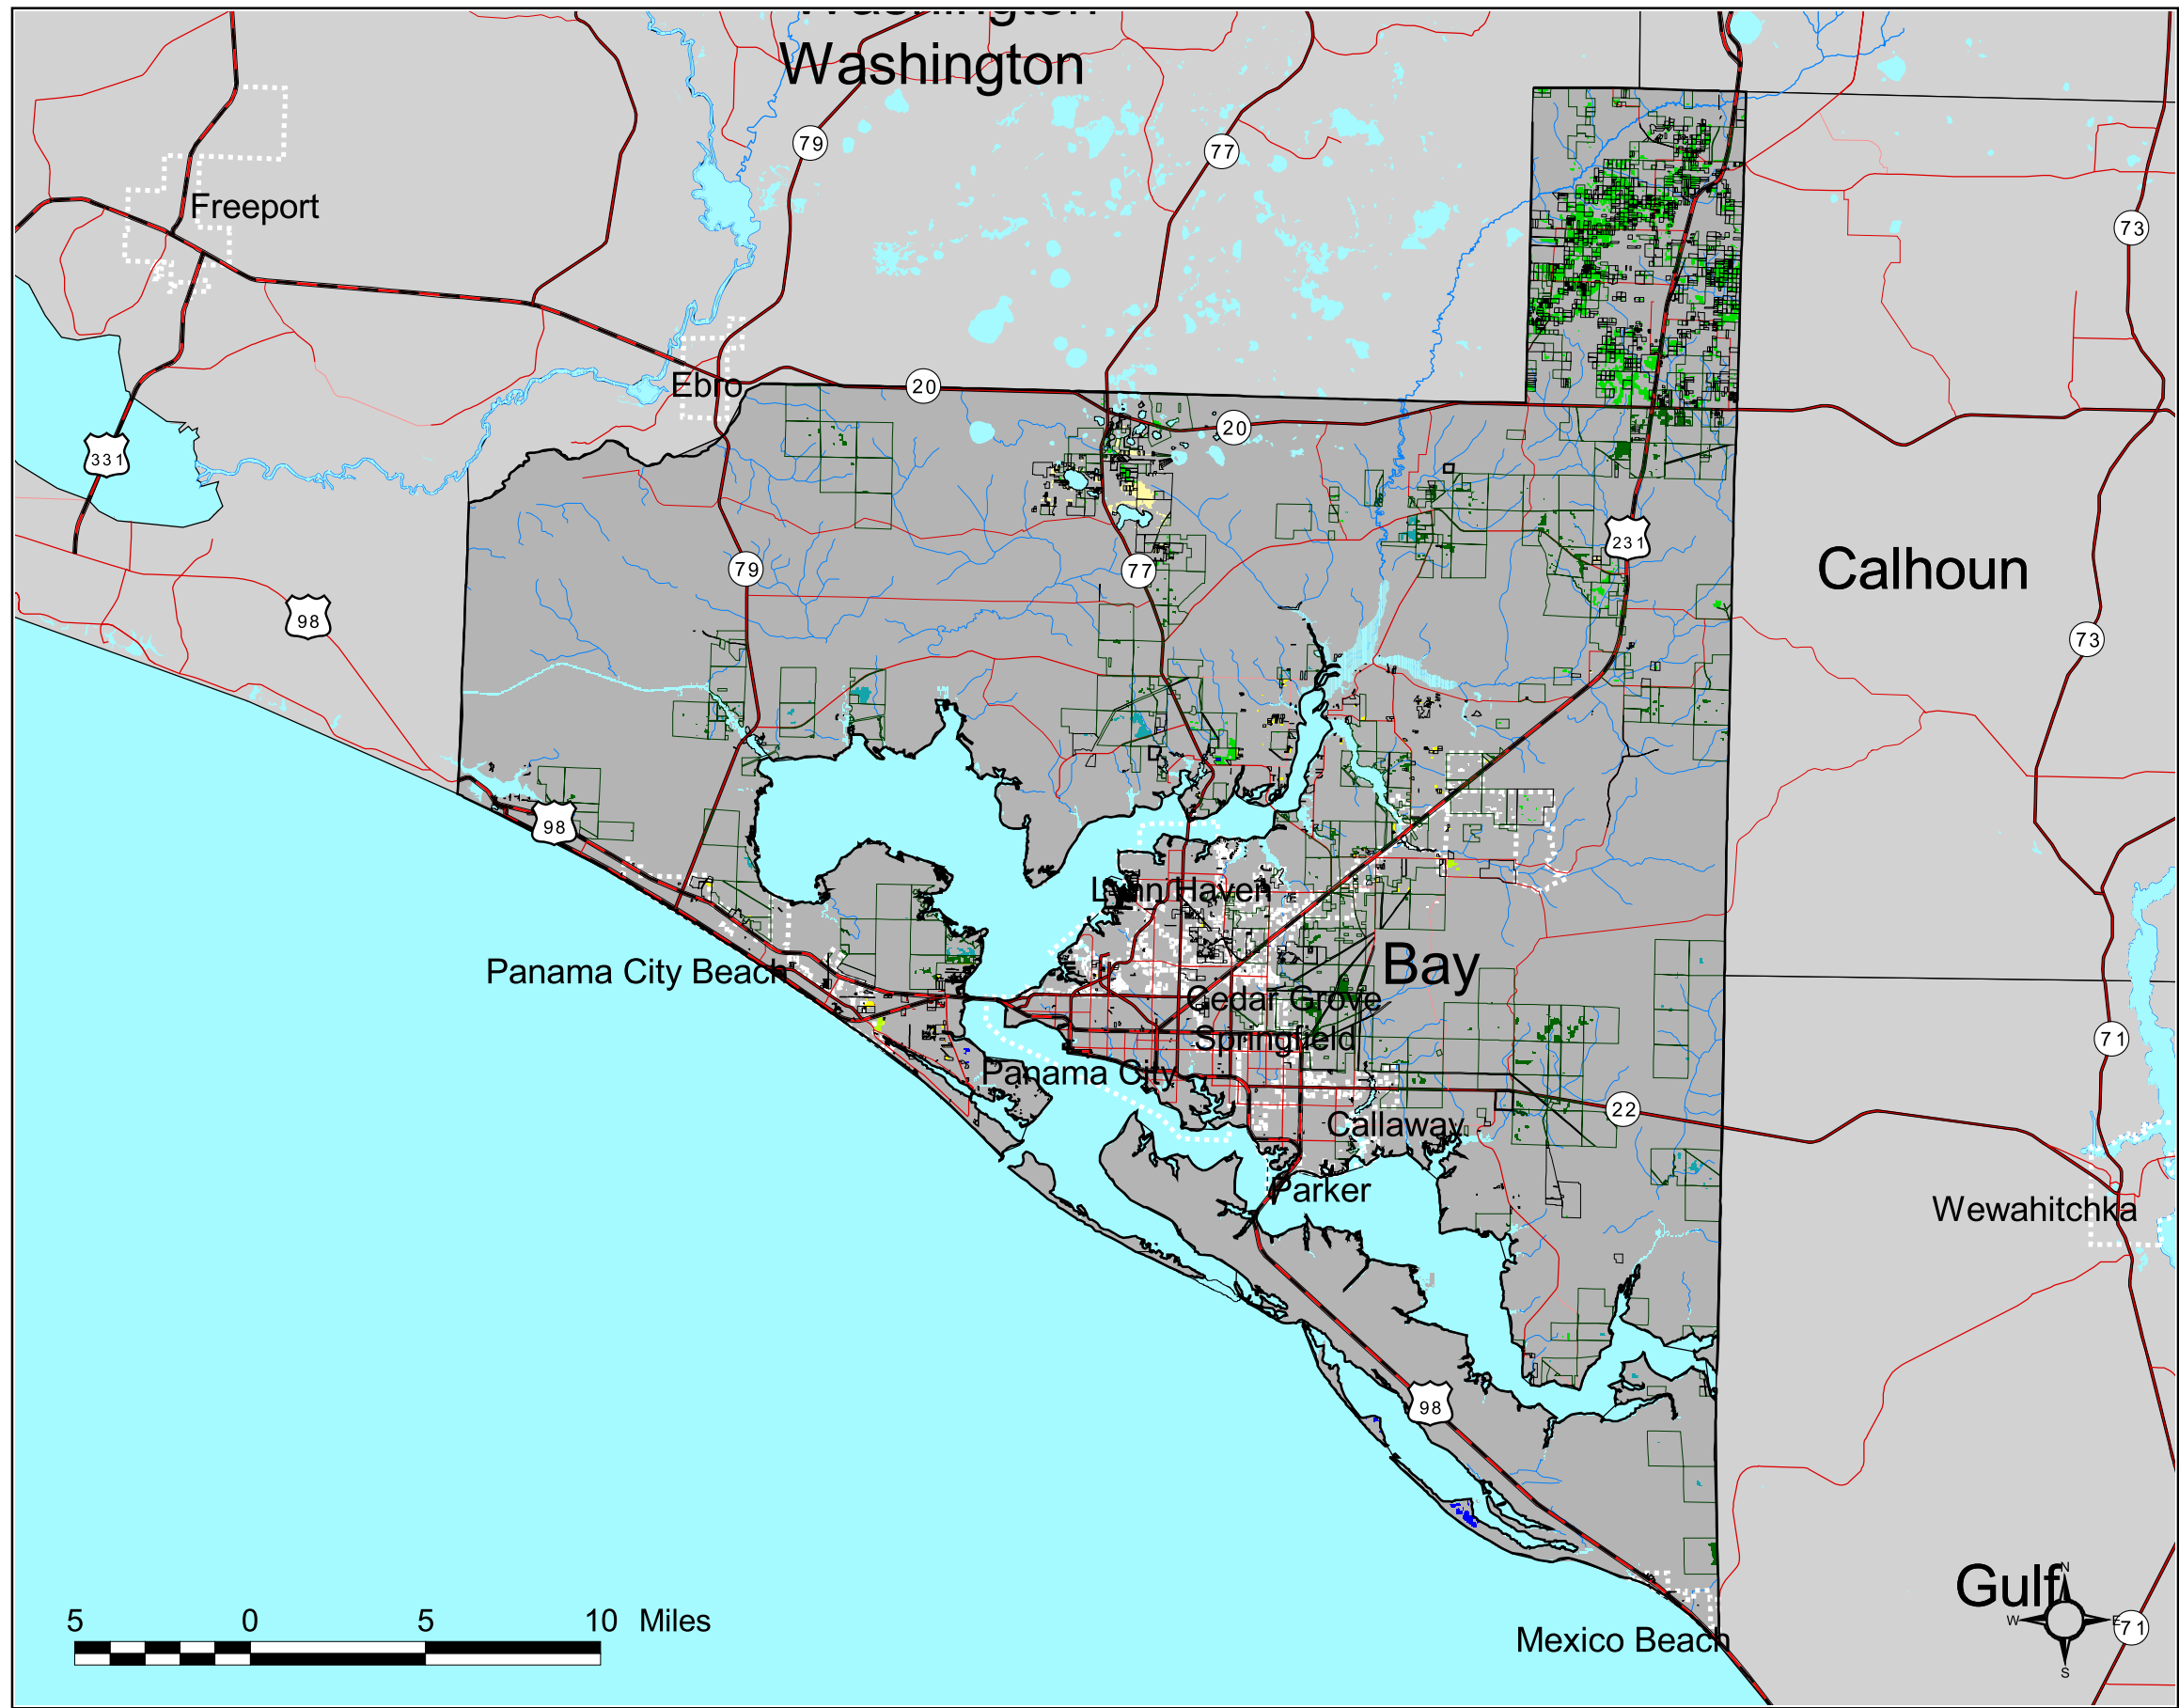 Washington
Washington
79
77
Freeport
73
Ebro
20
20
331
231
79
77
Calhoun
98
73
98
Lynn Haven
Bay
Panama City Beach
Cedar Grove
Springfield
71
Panama City
22
Callaway
Parker
Wewahitchka
98
Gulf
N
W
E
S
71
5 0 5 10 Miles
Mexico Beach